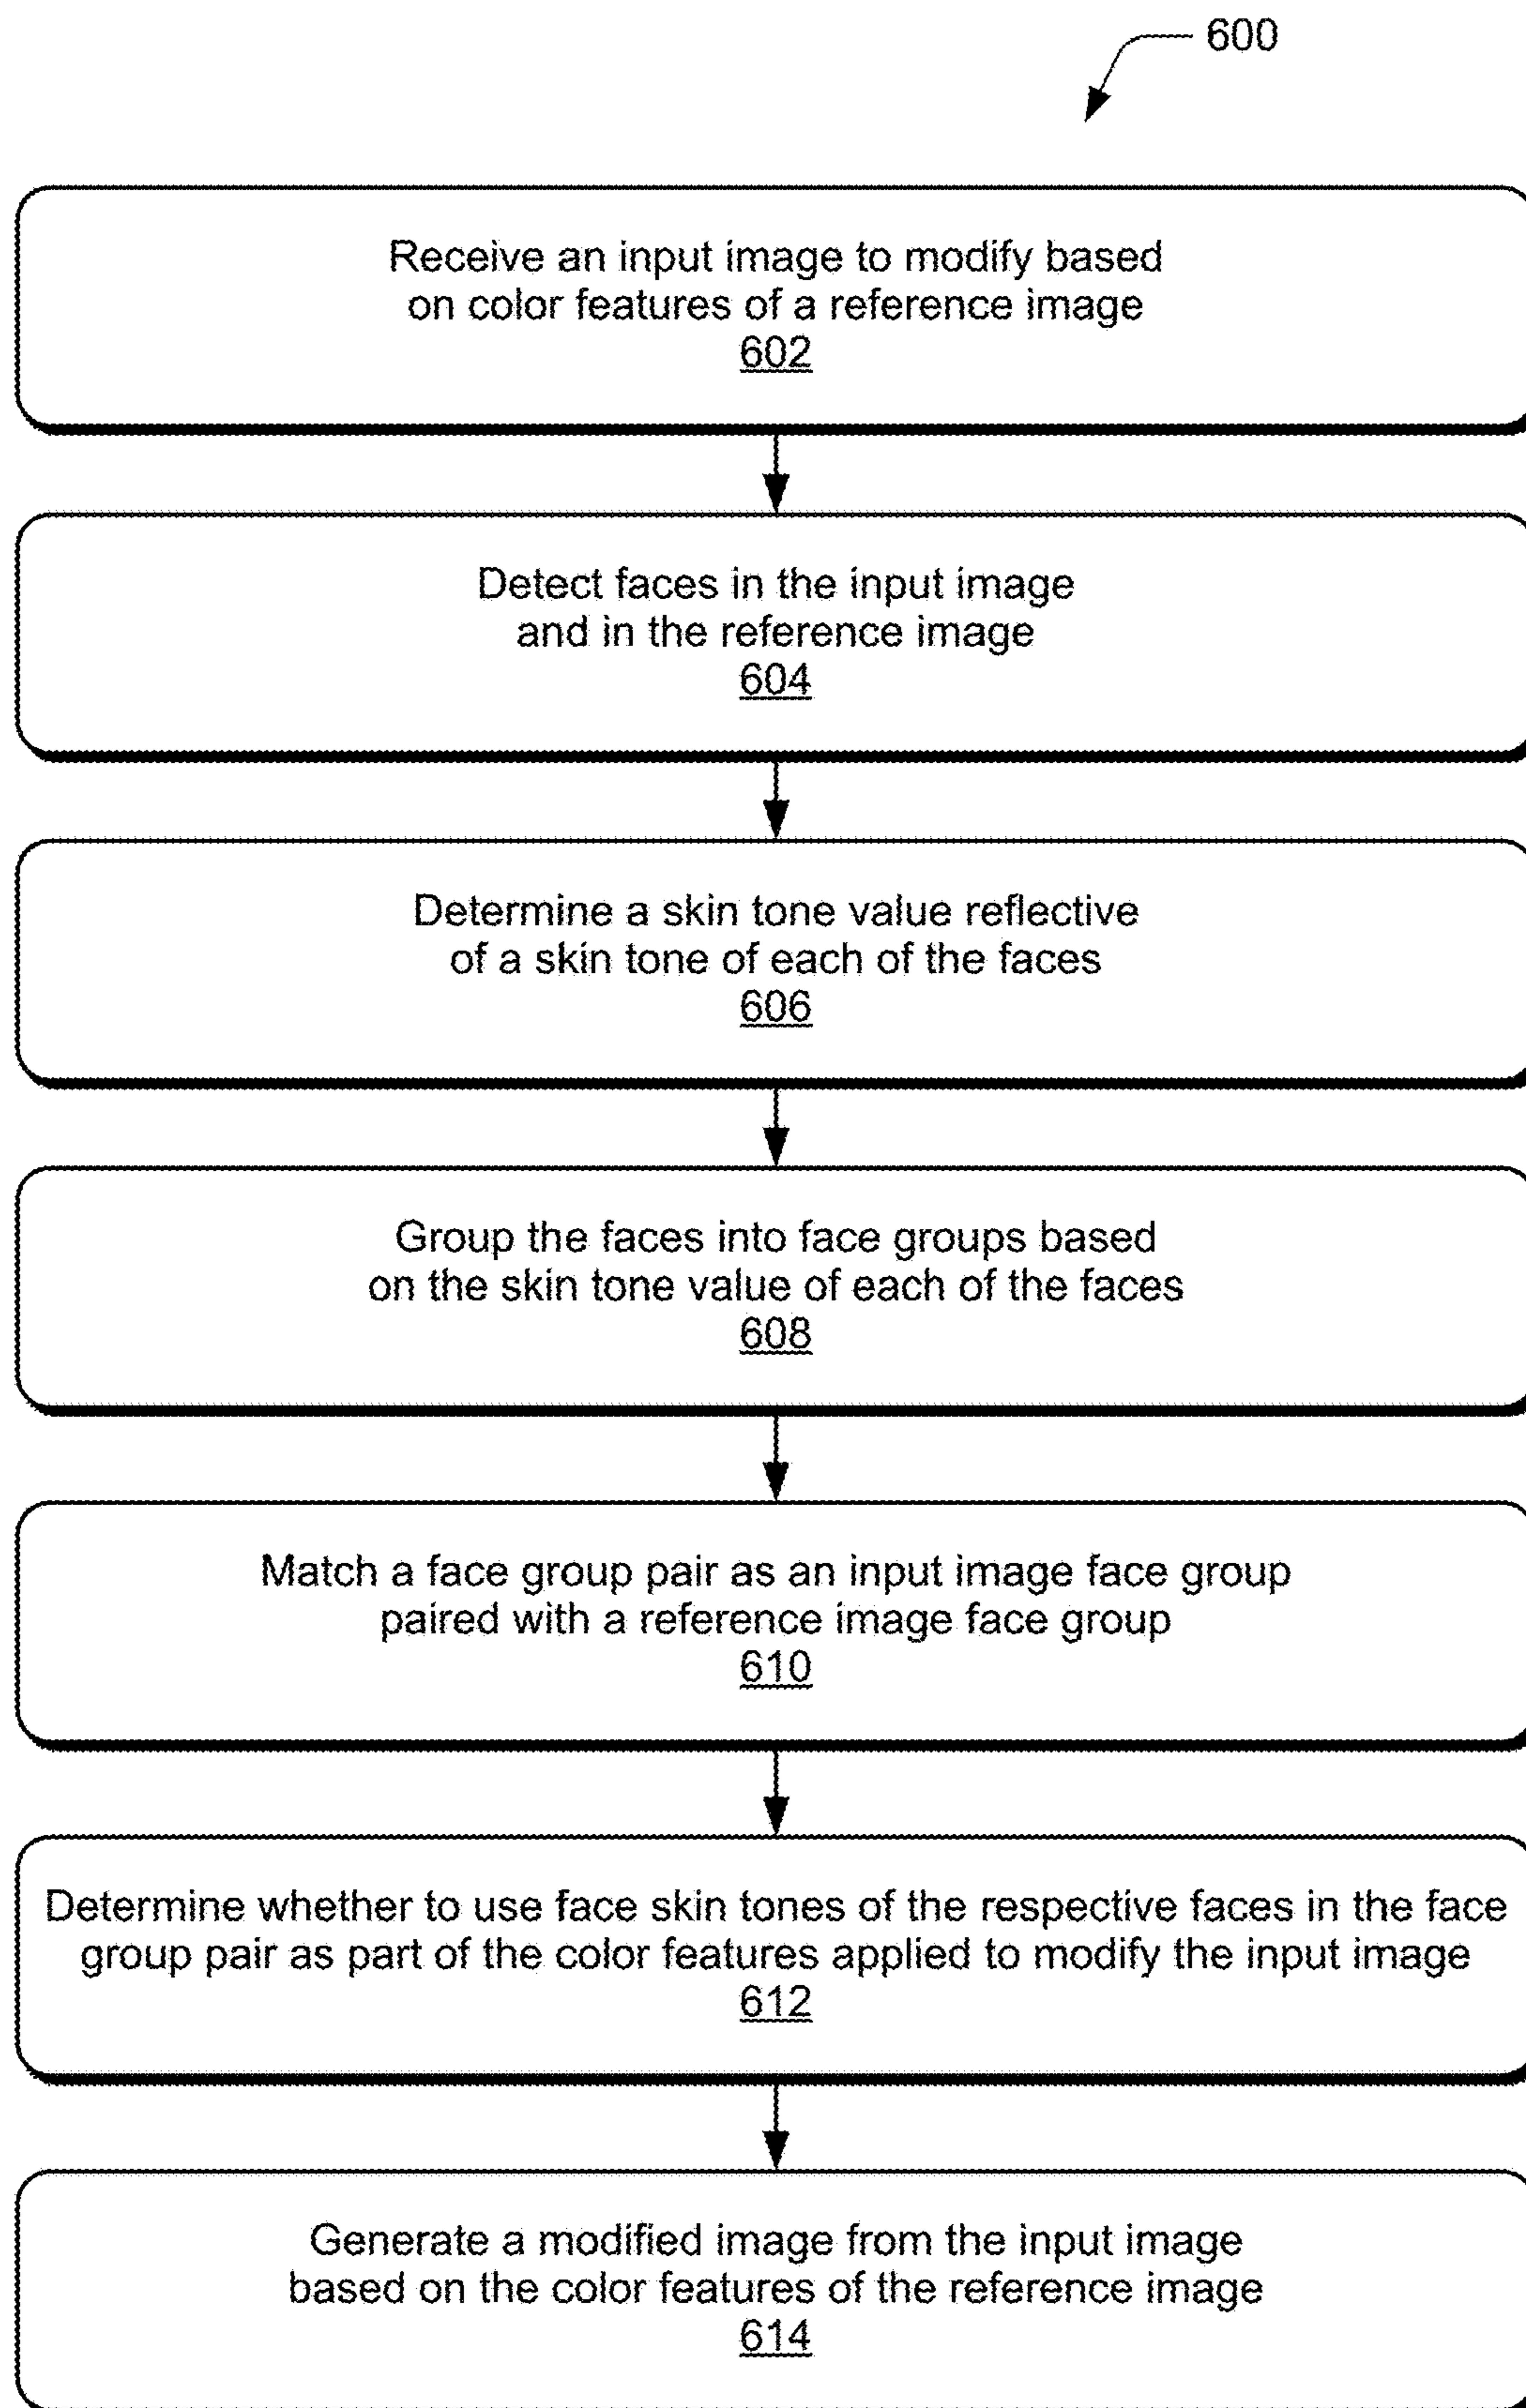 600
Receive an input image to modify based
on color features of a reference image
602
Detect faces in the input image
and in the reference image
604
Determine a skin tone value reflective
of a skin tone of each of the faces
606
Group the faces into face groups based
on the skin tone value of each of the faces
608
Match a face group pair as an input image face group
paired with a reference image face group
610
Determine whether to use face skin tones of the respective faces in the face
group pair as part of the color features applied to modify the input image
612
Generate a modified image from the input image
based on the color features of the reference image
614